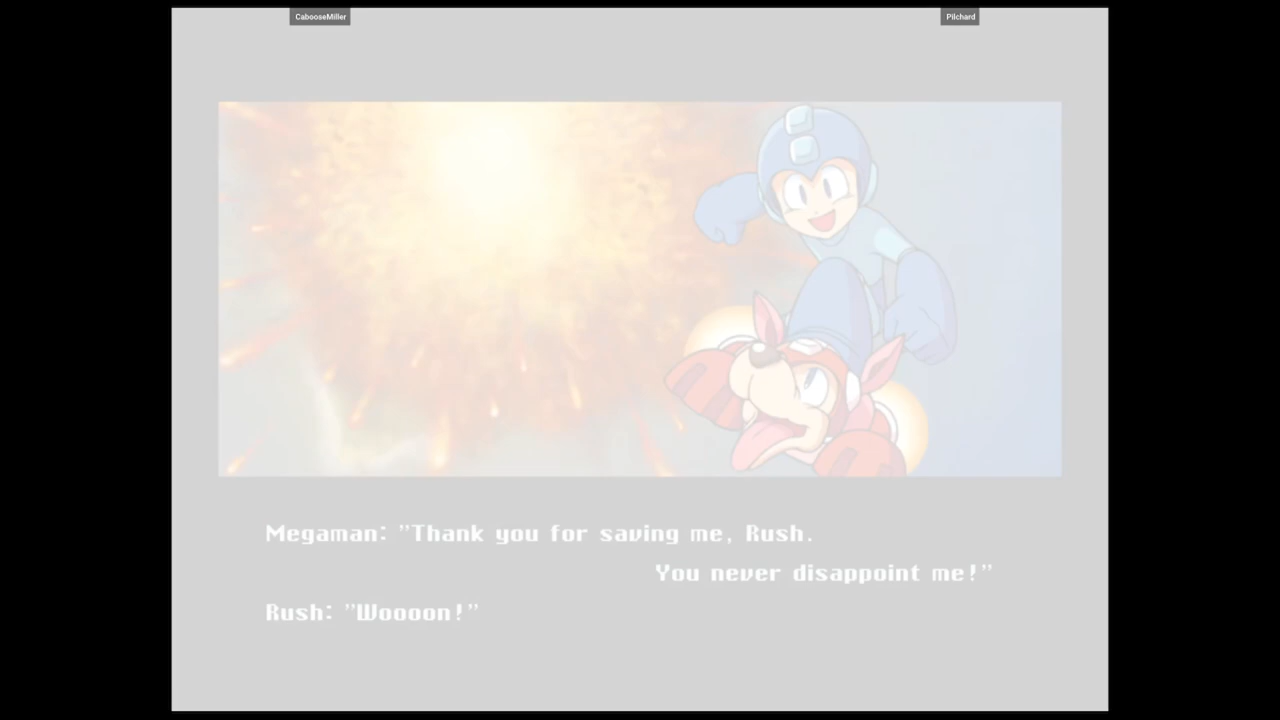 CabooseMiller
Pilchard
Megaman: "Thank you for saving me, Rush.
You never disappoint me!"
Rush: "Woooon!"